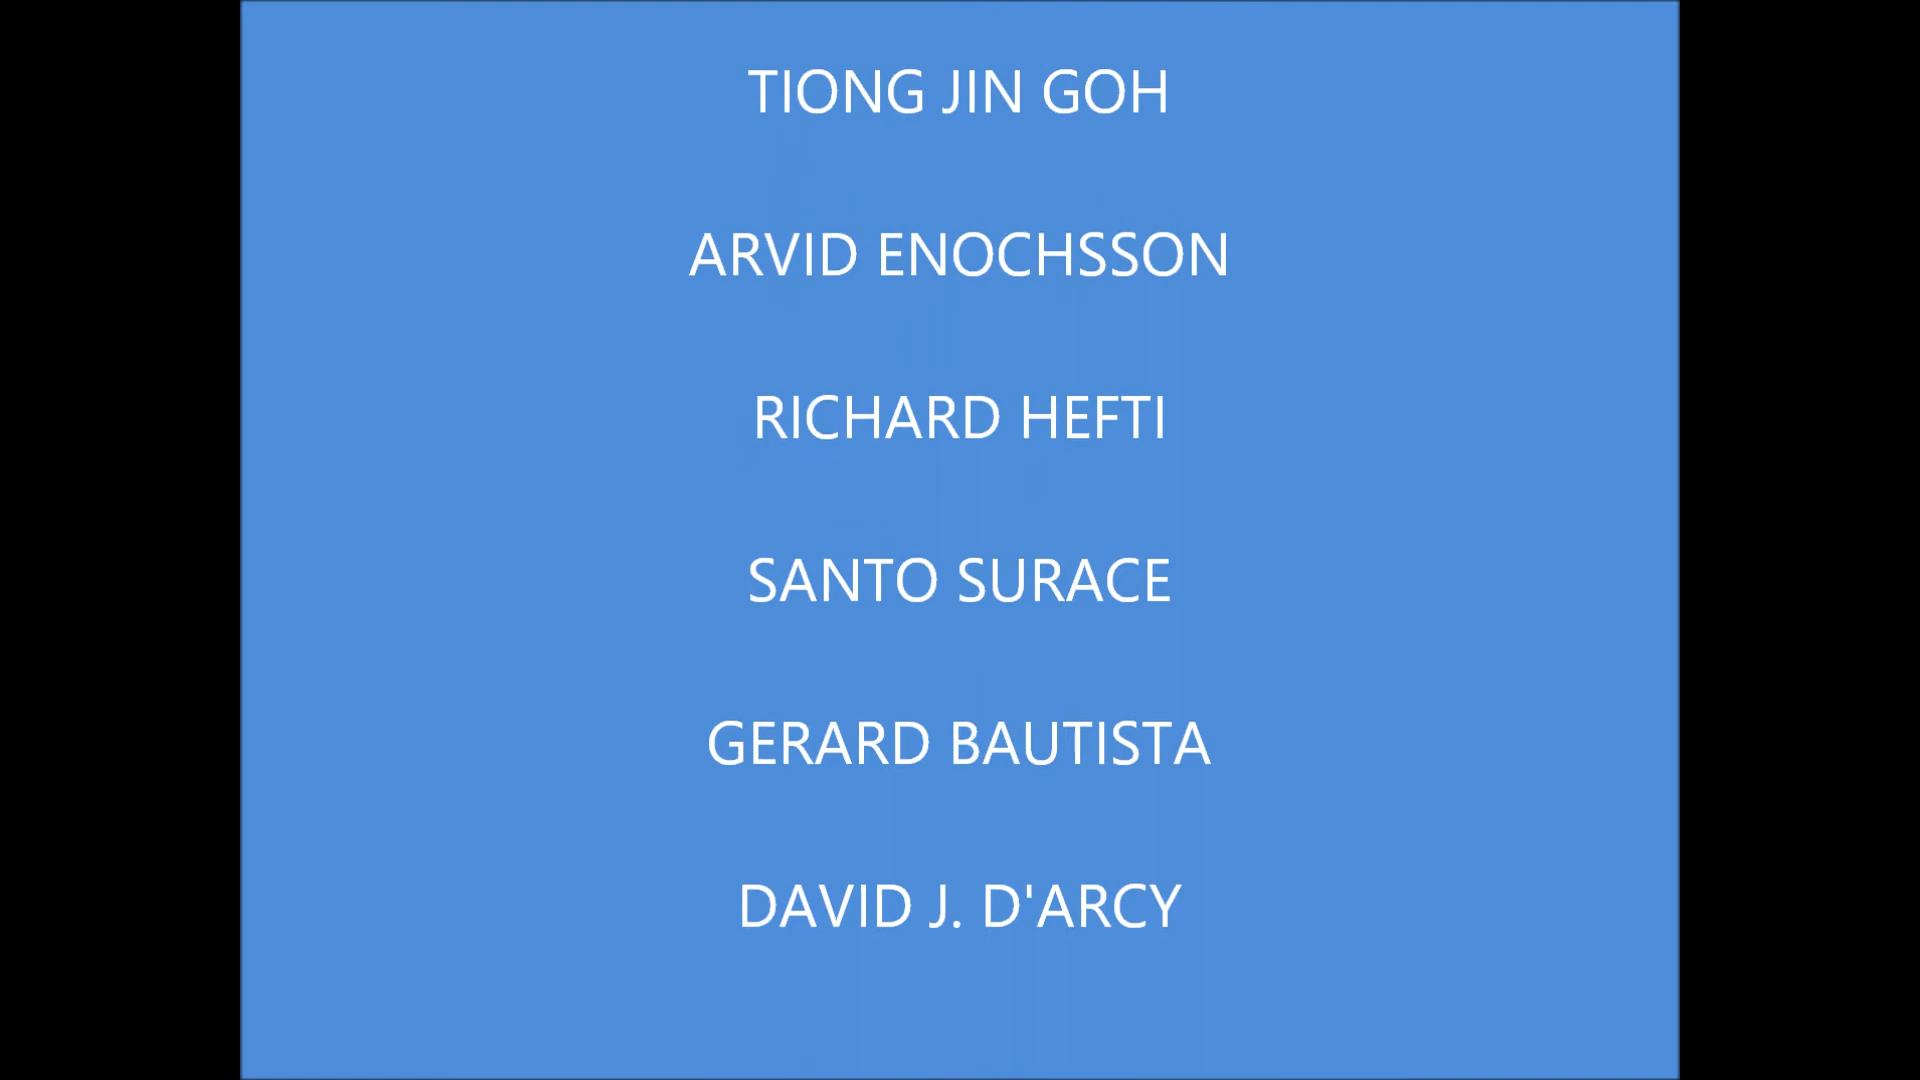 TIONG JIN GOH
ARVID ENOCHSSON
RICHARD HEFTI
SANTO SURACE
GERARD BAUTISTA
DAVID J. D'ARCY